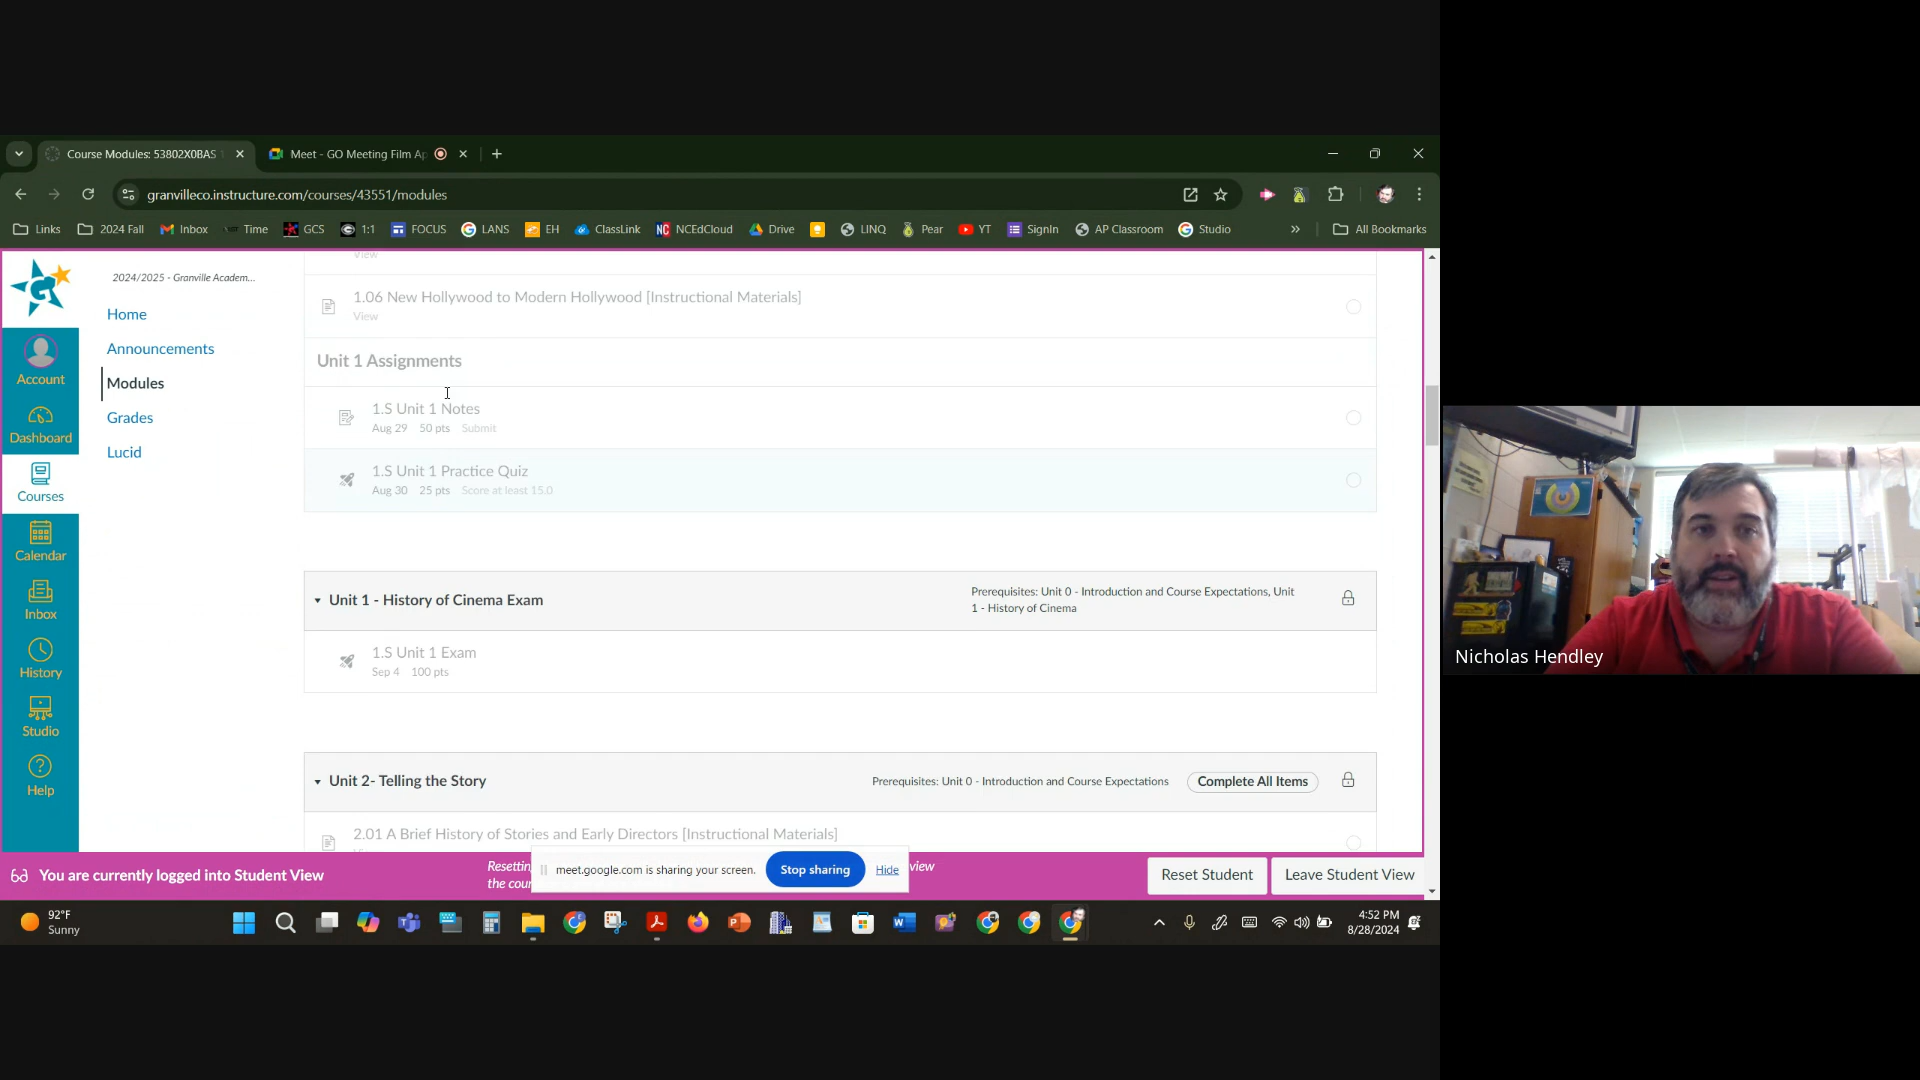 Course Modules: 53802X0BAS
Meet - GO Meeting Film Ap
granvilleco.instructure.com/courses/43551/modules
Links
2024 Fall
Inbox
Time
GCS
1:1
FOCUS
LANS
EH
ClassLink
NCEdCloud
Drive
LINQ
Pear
YT
SignIn
AP Classroom
Studio
»
All Bookmarks
2024/2025 - Granville Academ...
Home
Announcements
Modules
Grades
Lucid
Account
Dashboard
Courses
Calendar
Inbox
History
Studio
Help
View
1.06 New Hollywood to Modern Hollywood [Instructional Materials]
View
Unit 1 Assignments
1.S Unit 1 Notes
Aug 29 50 pts Submit
1.S Unit 1 Practice Quiz
Aug 30 25 pts Score at least 15.0
Unit 1 - History of Cinema Exam
Prerequisites: Unit 0 - Introduction and Course Expectations, Unit
1 - History of Cinema
1.S Unit 1 Exam
Sep 4 100 pts
Unit 2- Telling the Story
Prerequisites: Unit 0 - Introduction and Course Expectations
Complete All Items
2.01 A Brief History of Stories and Early Directors [Instructional Materials]
You are currently logged into Student View
Resettin
the cour
view
meet.google.com is sharing your screen.
Stop sharing
Hide
Reset Student
Leave Student View
92°F
Sunny
4:52 PM
8/28/2024
Nicholas Hendley